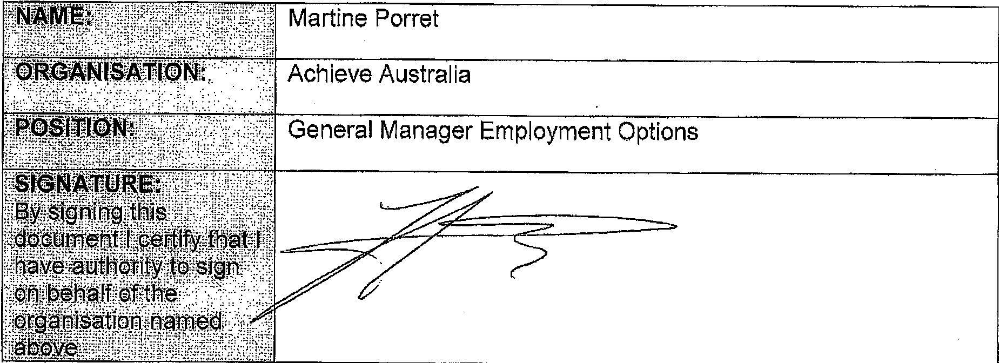 NAME: Martine Porret
ORGANISATION: Achieve Australia
POSITION: General Manager Employment Options
SIGNATURE:
By signing this
document I certify that I
have authority to sign
on behalf of the
organisation named
above